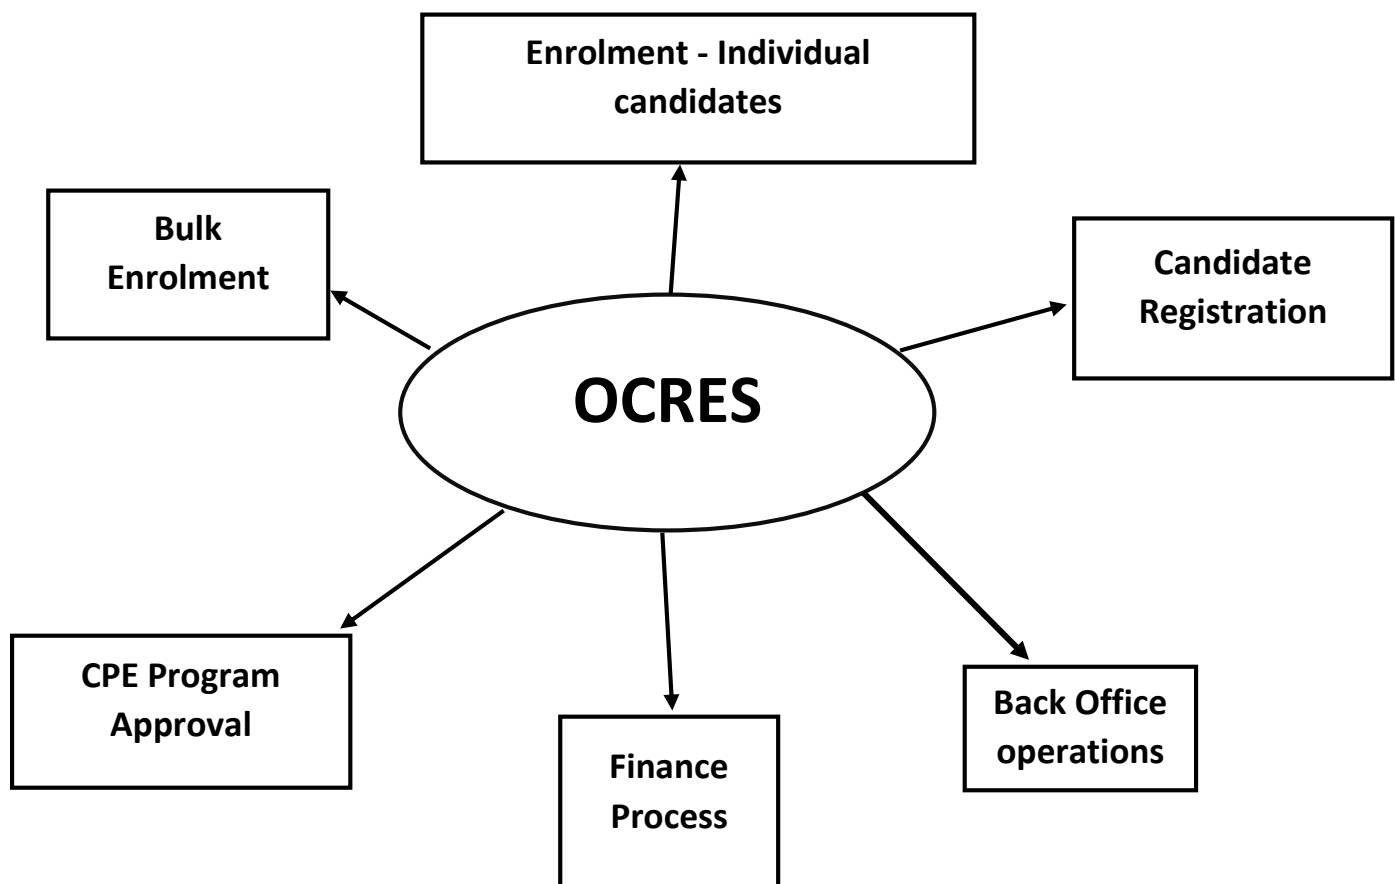 Enrolment - Individual
candidates
Bulk
Enrolment
Candidate
Registration
OCRES
CPE Program
Approval
Back Office
operations
Finance
Process